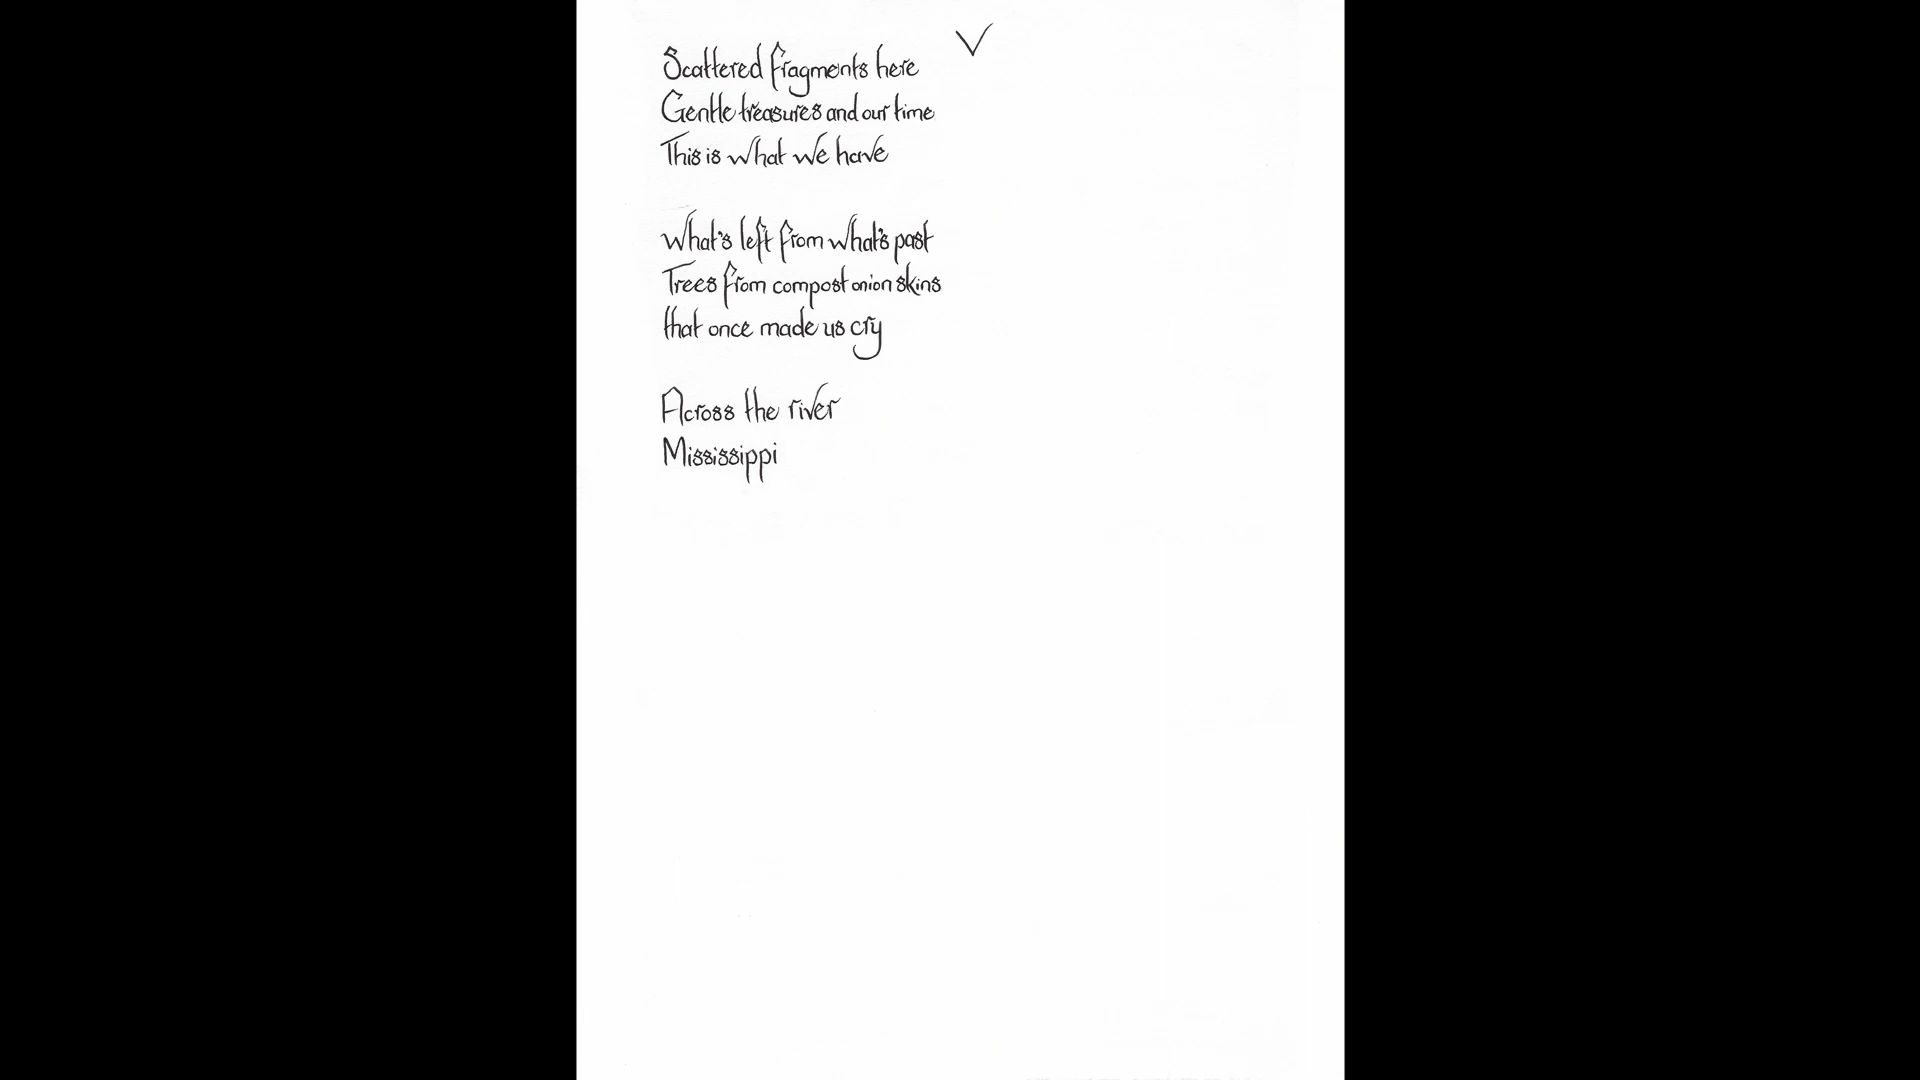 V
Scattered fragments here
Gentle treasures and our time
This is what we have
What's left from what's past
Trees from compost onion skins
that once made us cry
Across the river
Mississippi